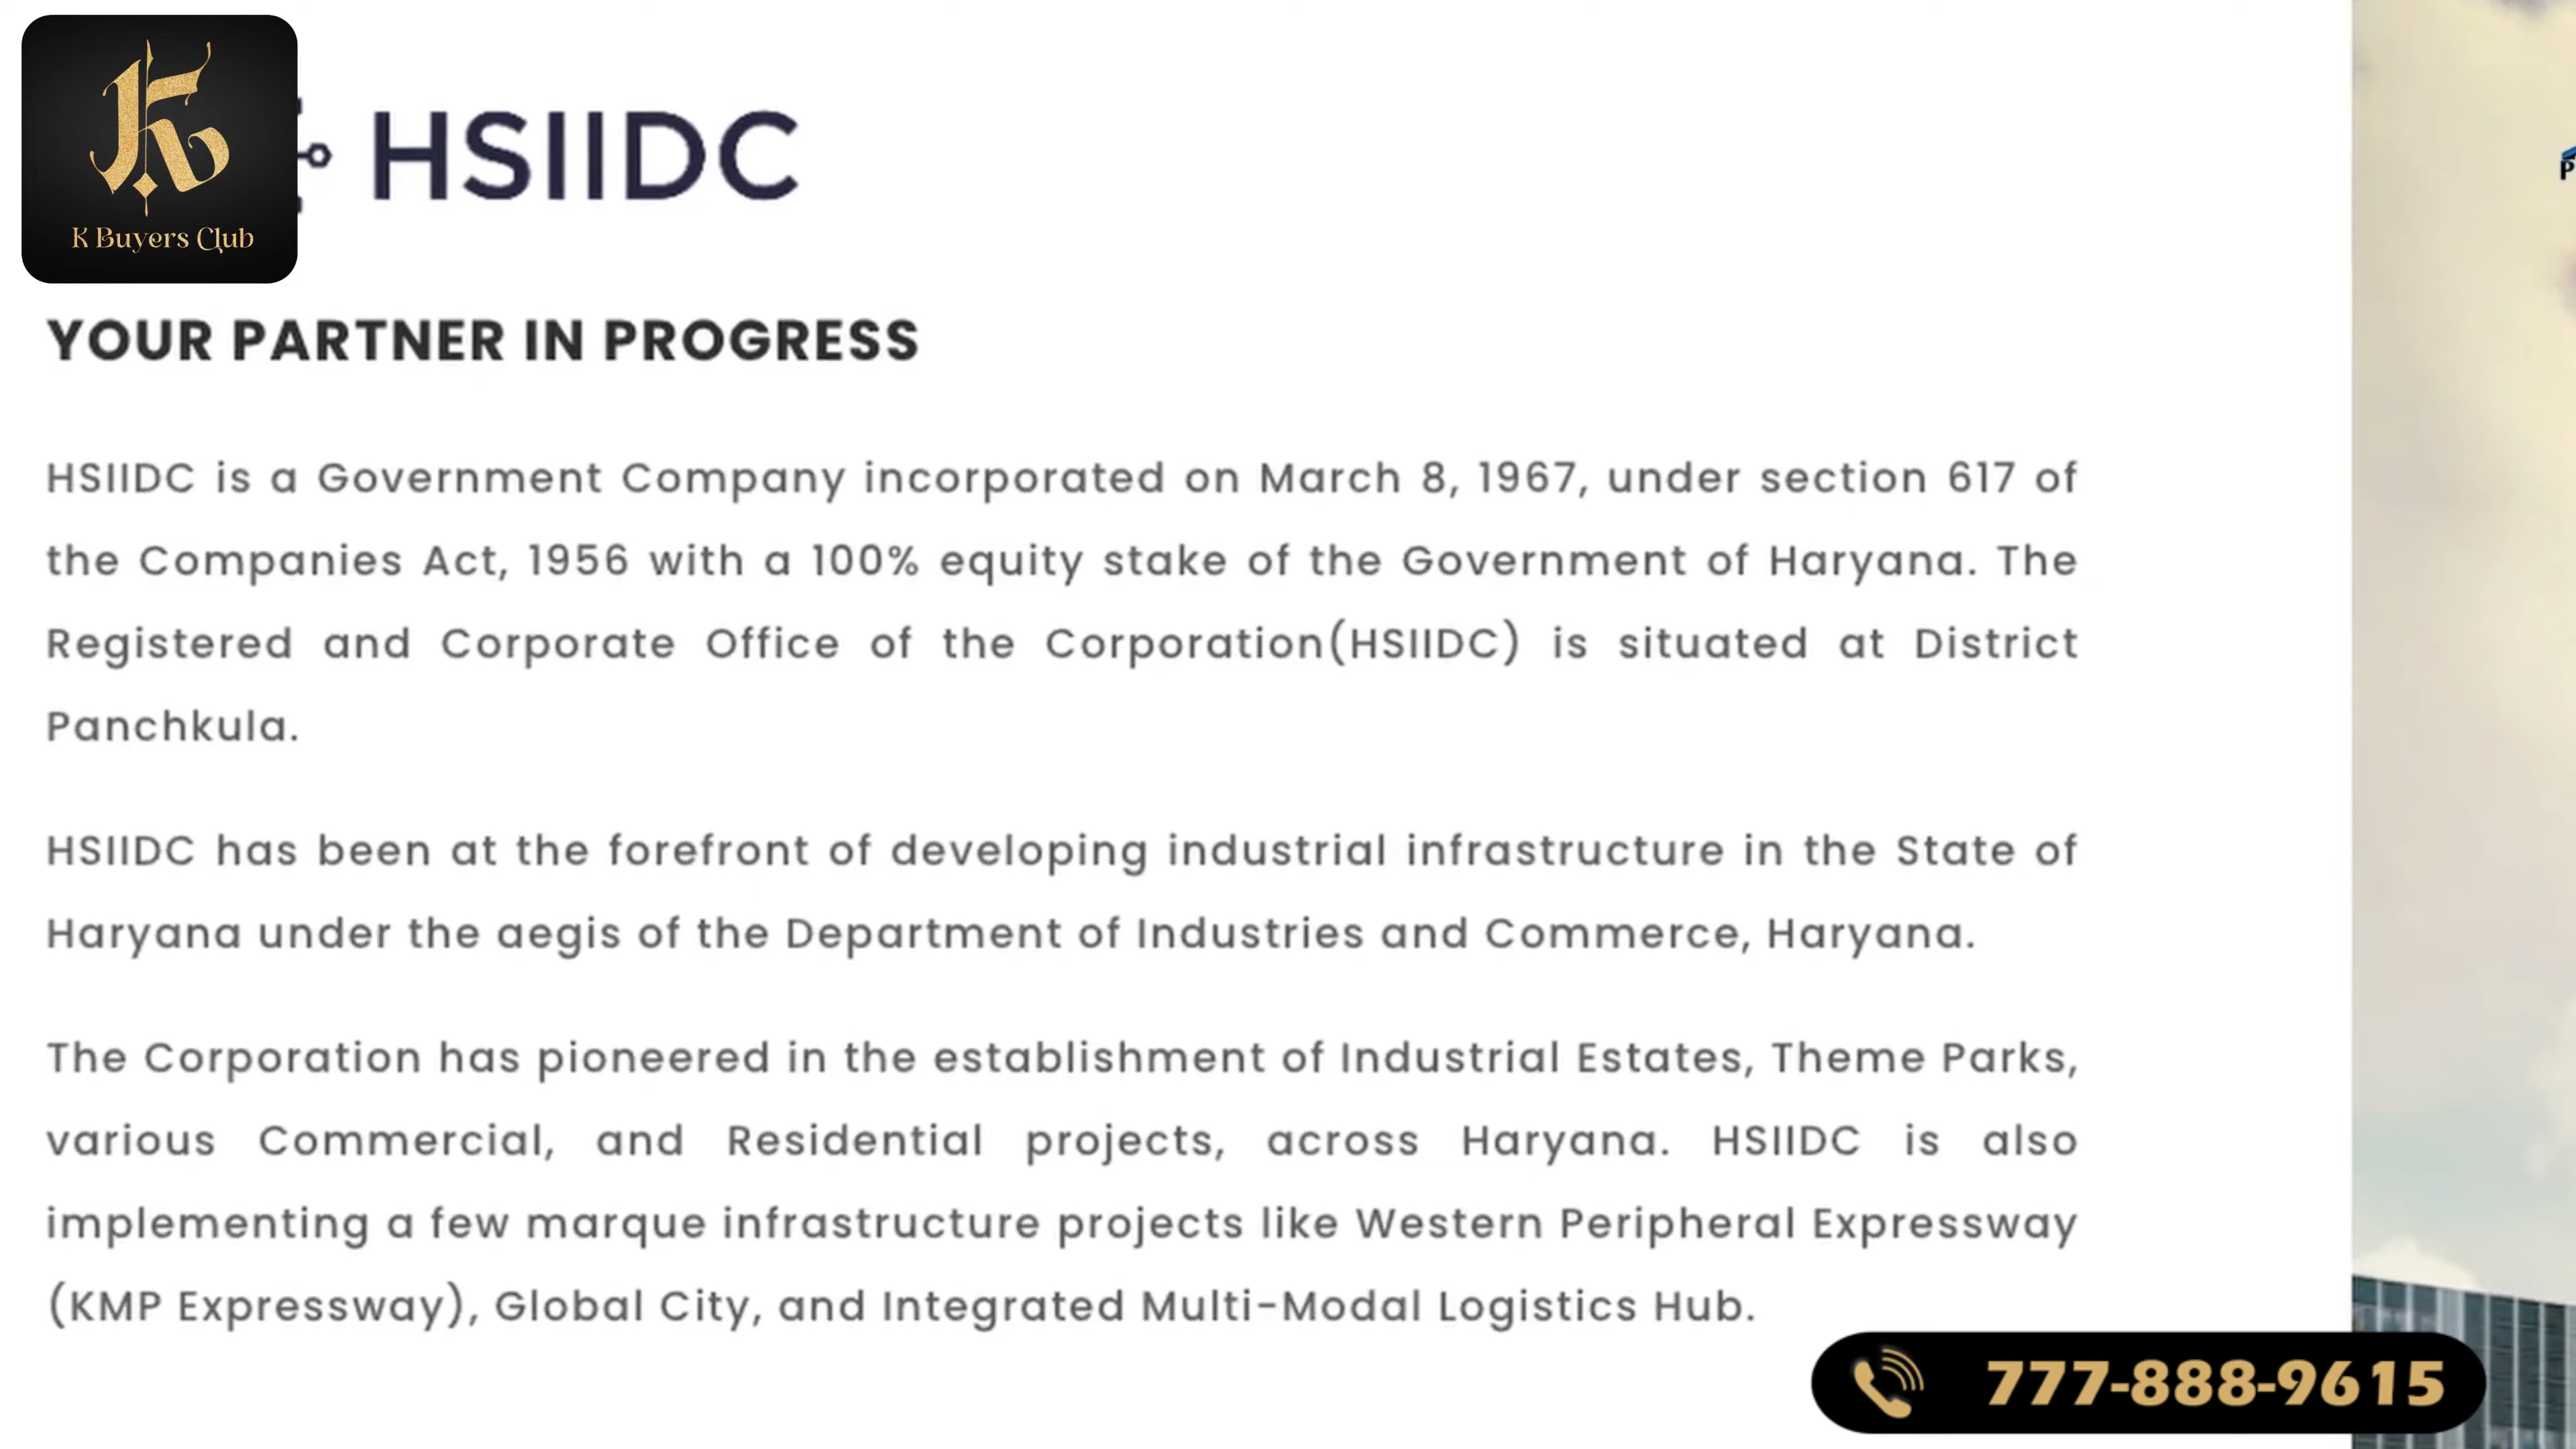 K Buyers Club
HSIIDC
YOUR PARTNER IN PROGRESS
HSIIDC is a Government Company incorporated on March 8, 1967, under section 617 of
the Companies Act, 1956 with a 100% equity stake of the Government of Haryana. The
Registered and Corporate Office of the Corporation(HSIIDC) is situated at District
Panchkula.
HSIIDC has been at the forefront of developing industrial infrastructure in the State of
Haryana under the aegis of the Department of Industries and Commerce, Haryana.
The Corporation has pioneered in the establishment of Industrial Estates, Theme Parks,
various Commercial, and Residential projects, across Haryana. HSIIDC is also
implementing a few marque infrastructure projects like Western Peripheral Expressway
(KMP Expressway), Global City, and Integrated Multi-Modal Logistics Hub.
777-888-9615